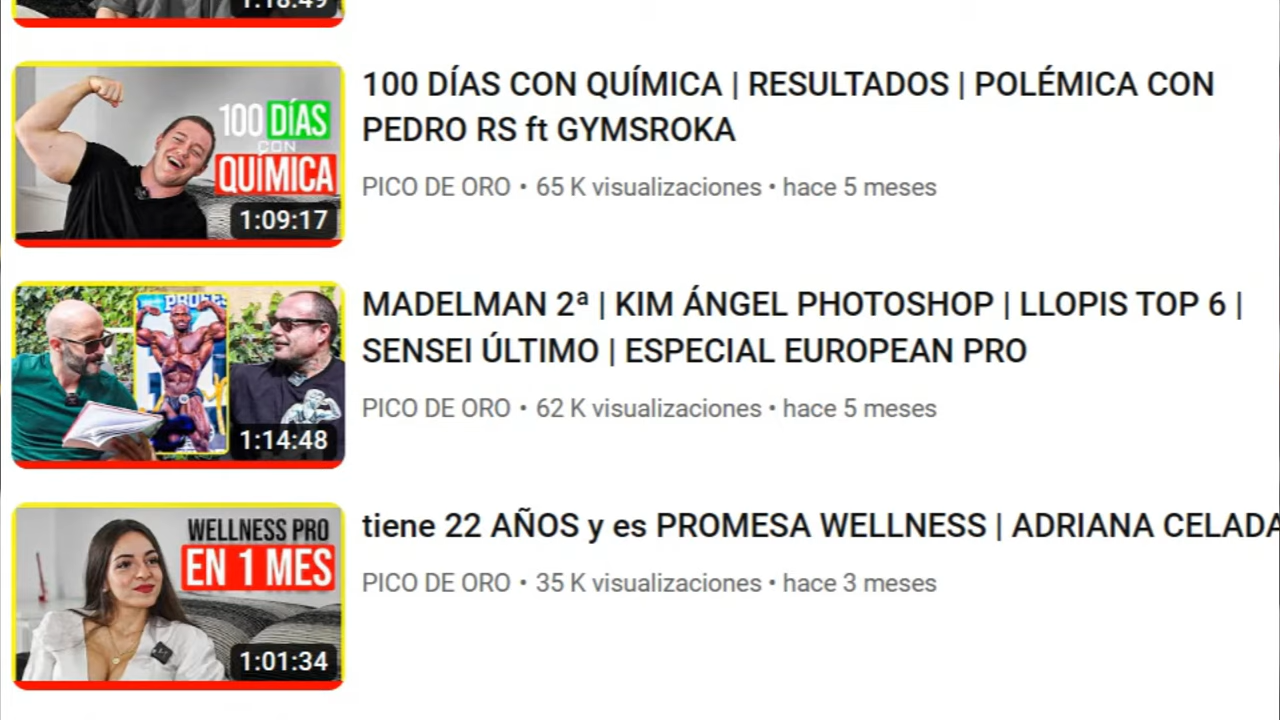 1:18:49
100 DÍAS
CON
QUÍMICA
1:09:17
100 DÍAS CON QUÍMICA | RESULTADOS | POLÉMICA CON
PEDRO RS ft GYMSROKA
PICO DE ORO • 65 K visualizaciones • hace 5 meses
1:14:48
MADELMAN 2ª | KIM ÁNGEL PHOTOSHOP | LLOPIS TOP 6 |
SENSEI ÚLTIMO | ESPECIAL EUROPEAN PRO
PICO DE ORO • 62 K visualizaciones • hace 5 meses
WELLNESS PRO
EN 1 MES
1:01:34
tiene 22 AÑOS y es PROMESA WELLNESS | ADRIANA CELADA
PICO DE ORO • 35 K visualizaciones • hace 3 meses